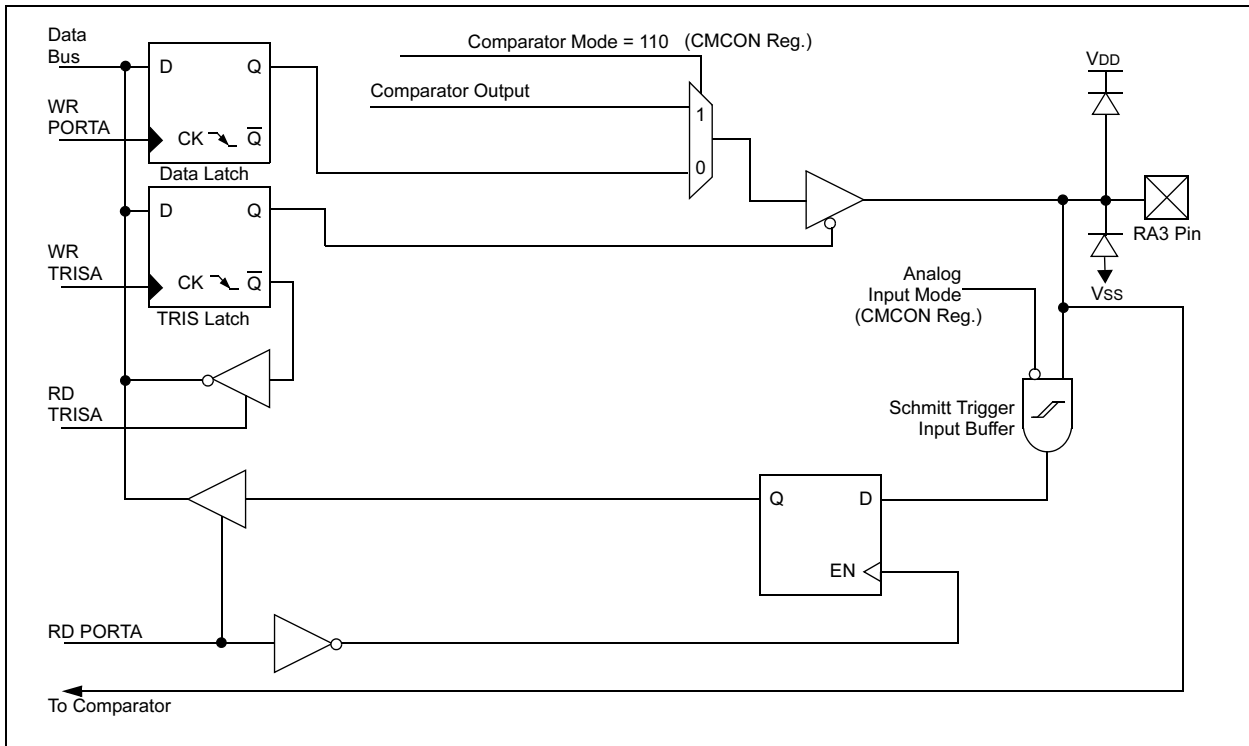 Data
Bus
D Q
WR
PORTA
CK Q̅
Data Latch
Comparator Mode = 110 (CMCON Reg.)
Comparator Output
1
0
VDD
RA3 Pin
VSS
D Q
WR
TRISA
CK Q̅
TRIS Latch
Analog
Input Mode
(CMCON Reg.)
RD
TRISA
Schmitt Trigger
Input Buffer
Q D
EN
RD PORTA
To Comparator